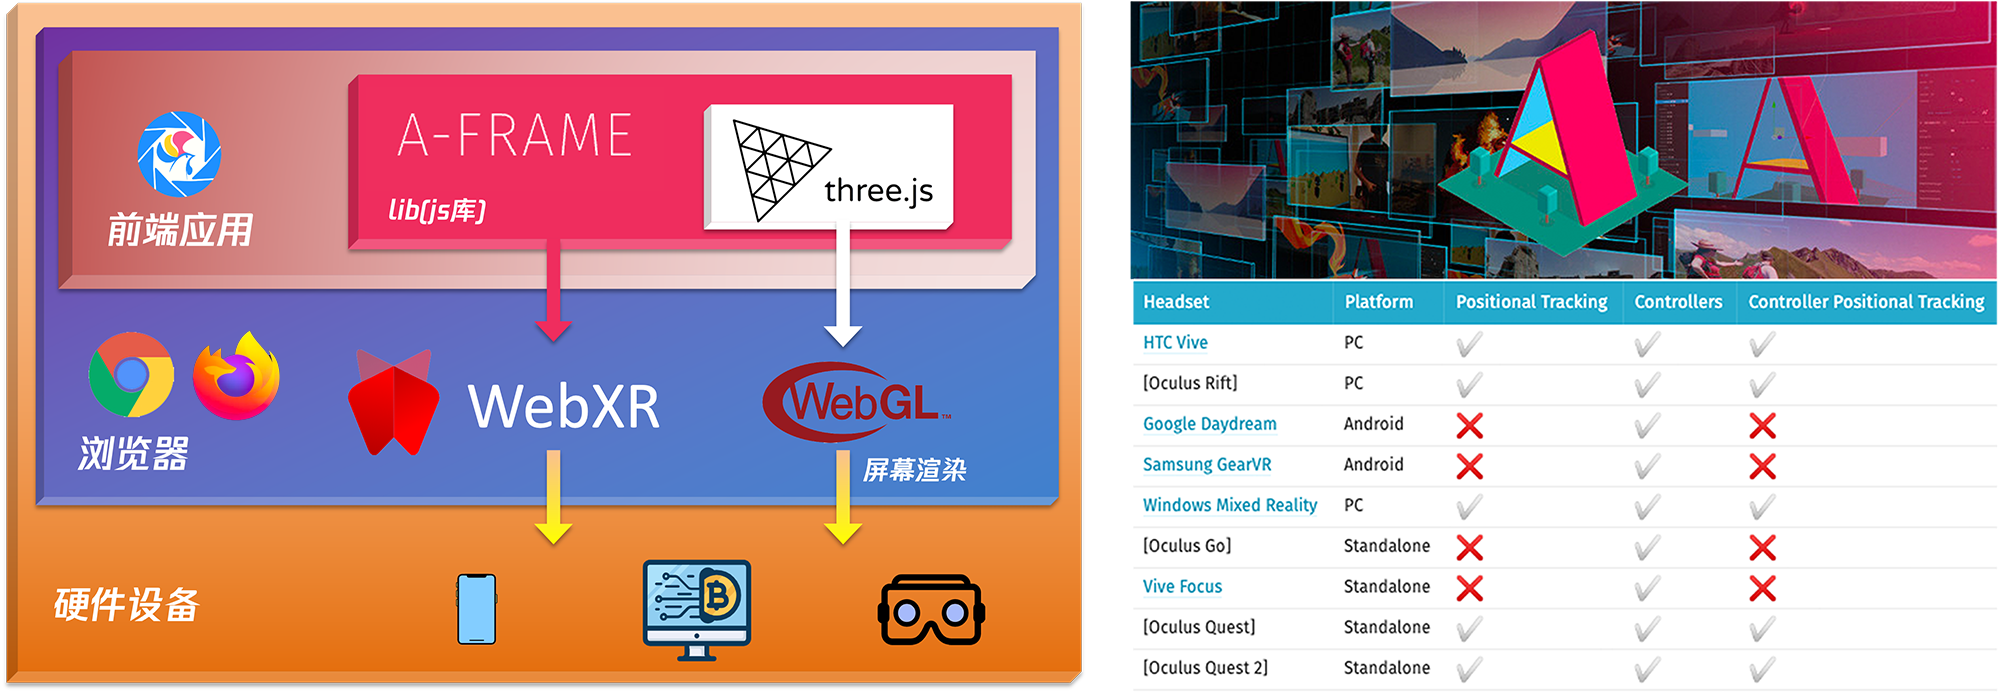 A-FRAME
lib(js库)
three.js
前端应用
WebXR
WebGL™
浏览器
屏幕渲染
硬件设备
Headset Platform Positional Tracking Controllers Controller Positional Tracking
HTC Vive PC ✔ ✔ ✔
[Oculus Rift] PC ✔ ✔ ✔
Google Daydream Android ❌ ✔ ❌
Samsung GearVR Android ❌ ✔ ❌
Windows Mixed Reality PC ✔ ✔ ✔
[Oculus Go] Standalone ❌ ✔ ❌
Vive Focus Standalone ❌ ✔ ❌
[Oculus Quest] Standalone ✔ ✔ ✔
[Oculus Quest 2] Standalone ✔ ✔ ✔